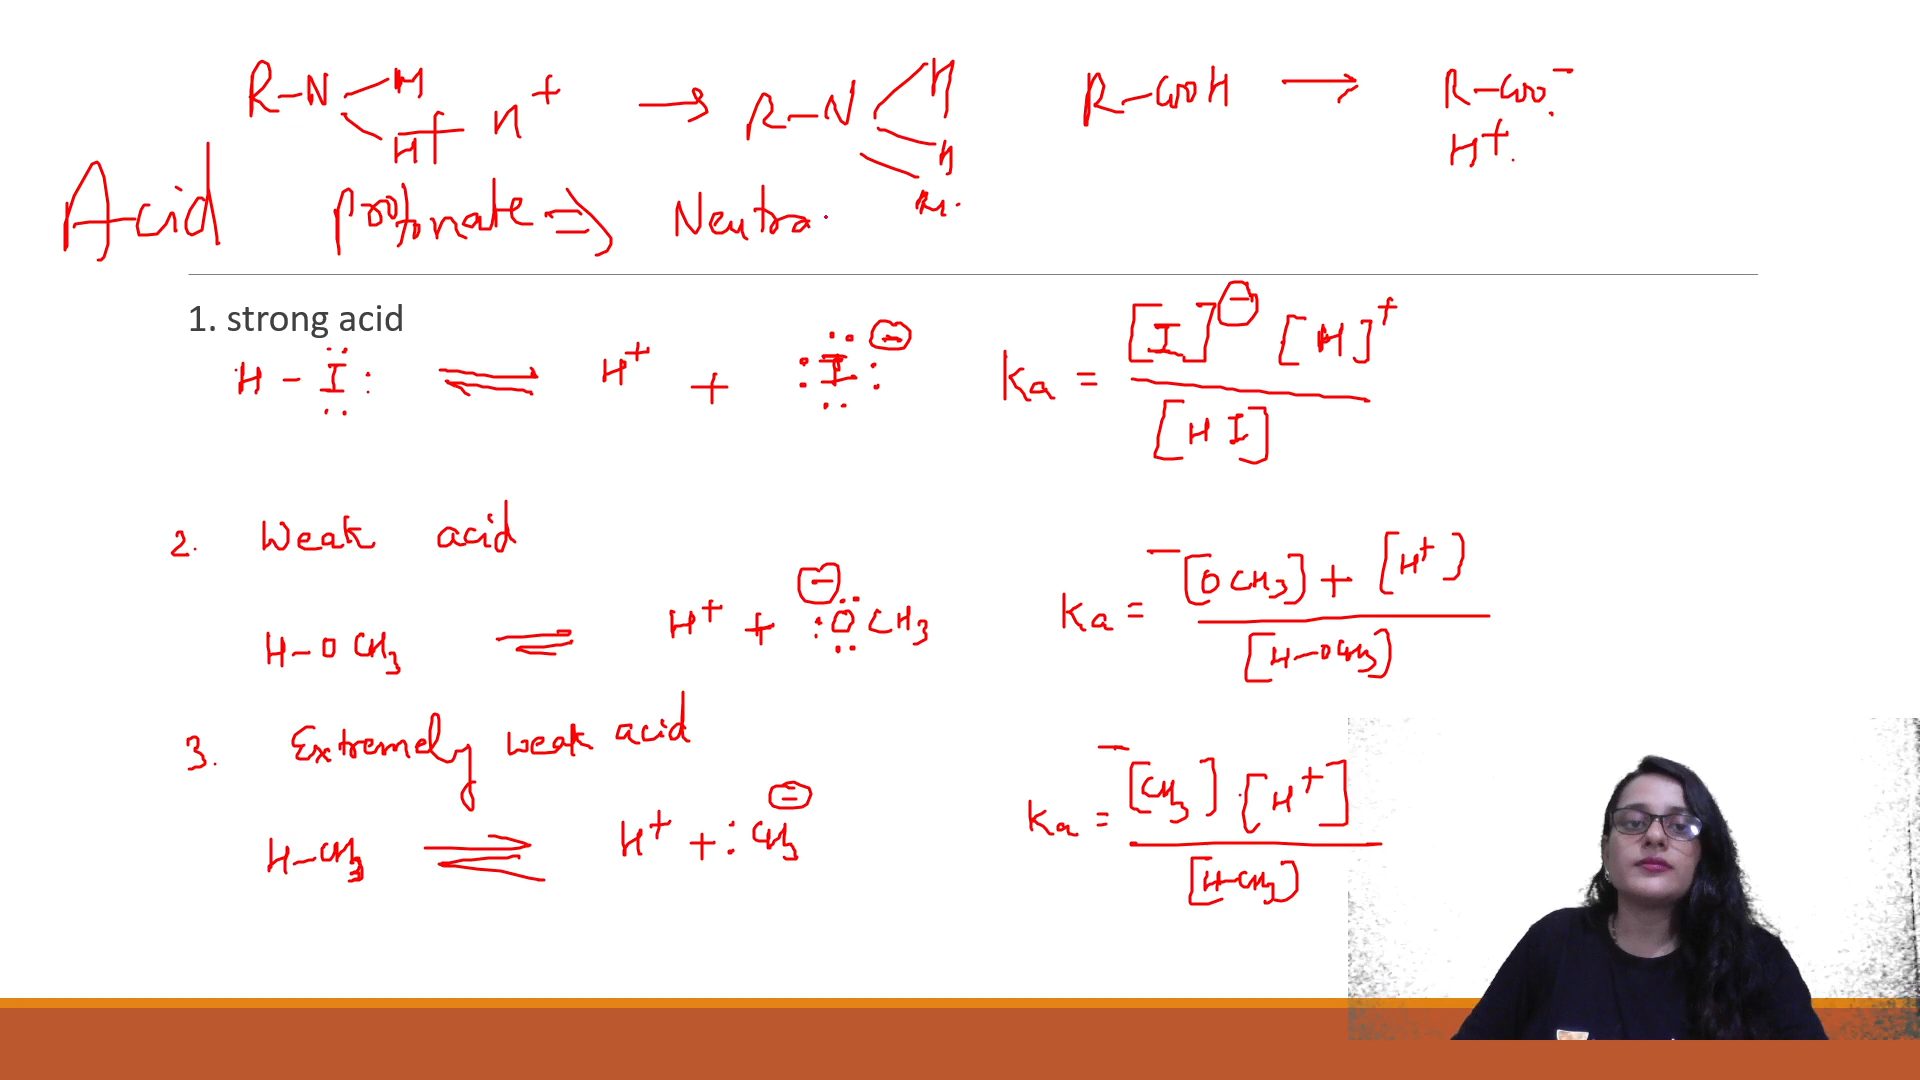 R-N H H + H+ → R-N H H H. R-COOH → R-COO-. H+.
Acid protonate ⇒ Neutra.
1. strong acid
H - I: ⇌ H+ + :I: ⊖ Ka = [I]⊖ [H]+ / [H I]
2. Weak acid
H-OCH3 ⇌ H+ + ⊖ :OCH3 Ka = -[OCH3] + [H+] / [H-OCH3]
3. Extremely weak acid
H-CH3 ⇌ H+ + :CH3 ⊖ Ka = -[CH3] . [H+] / [H-CH3]